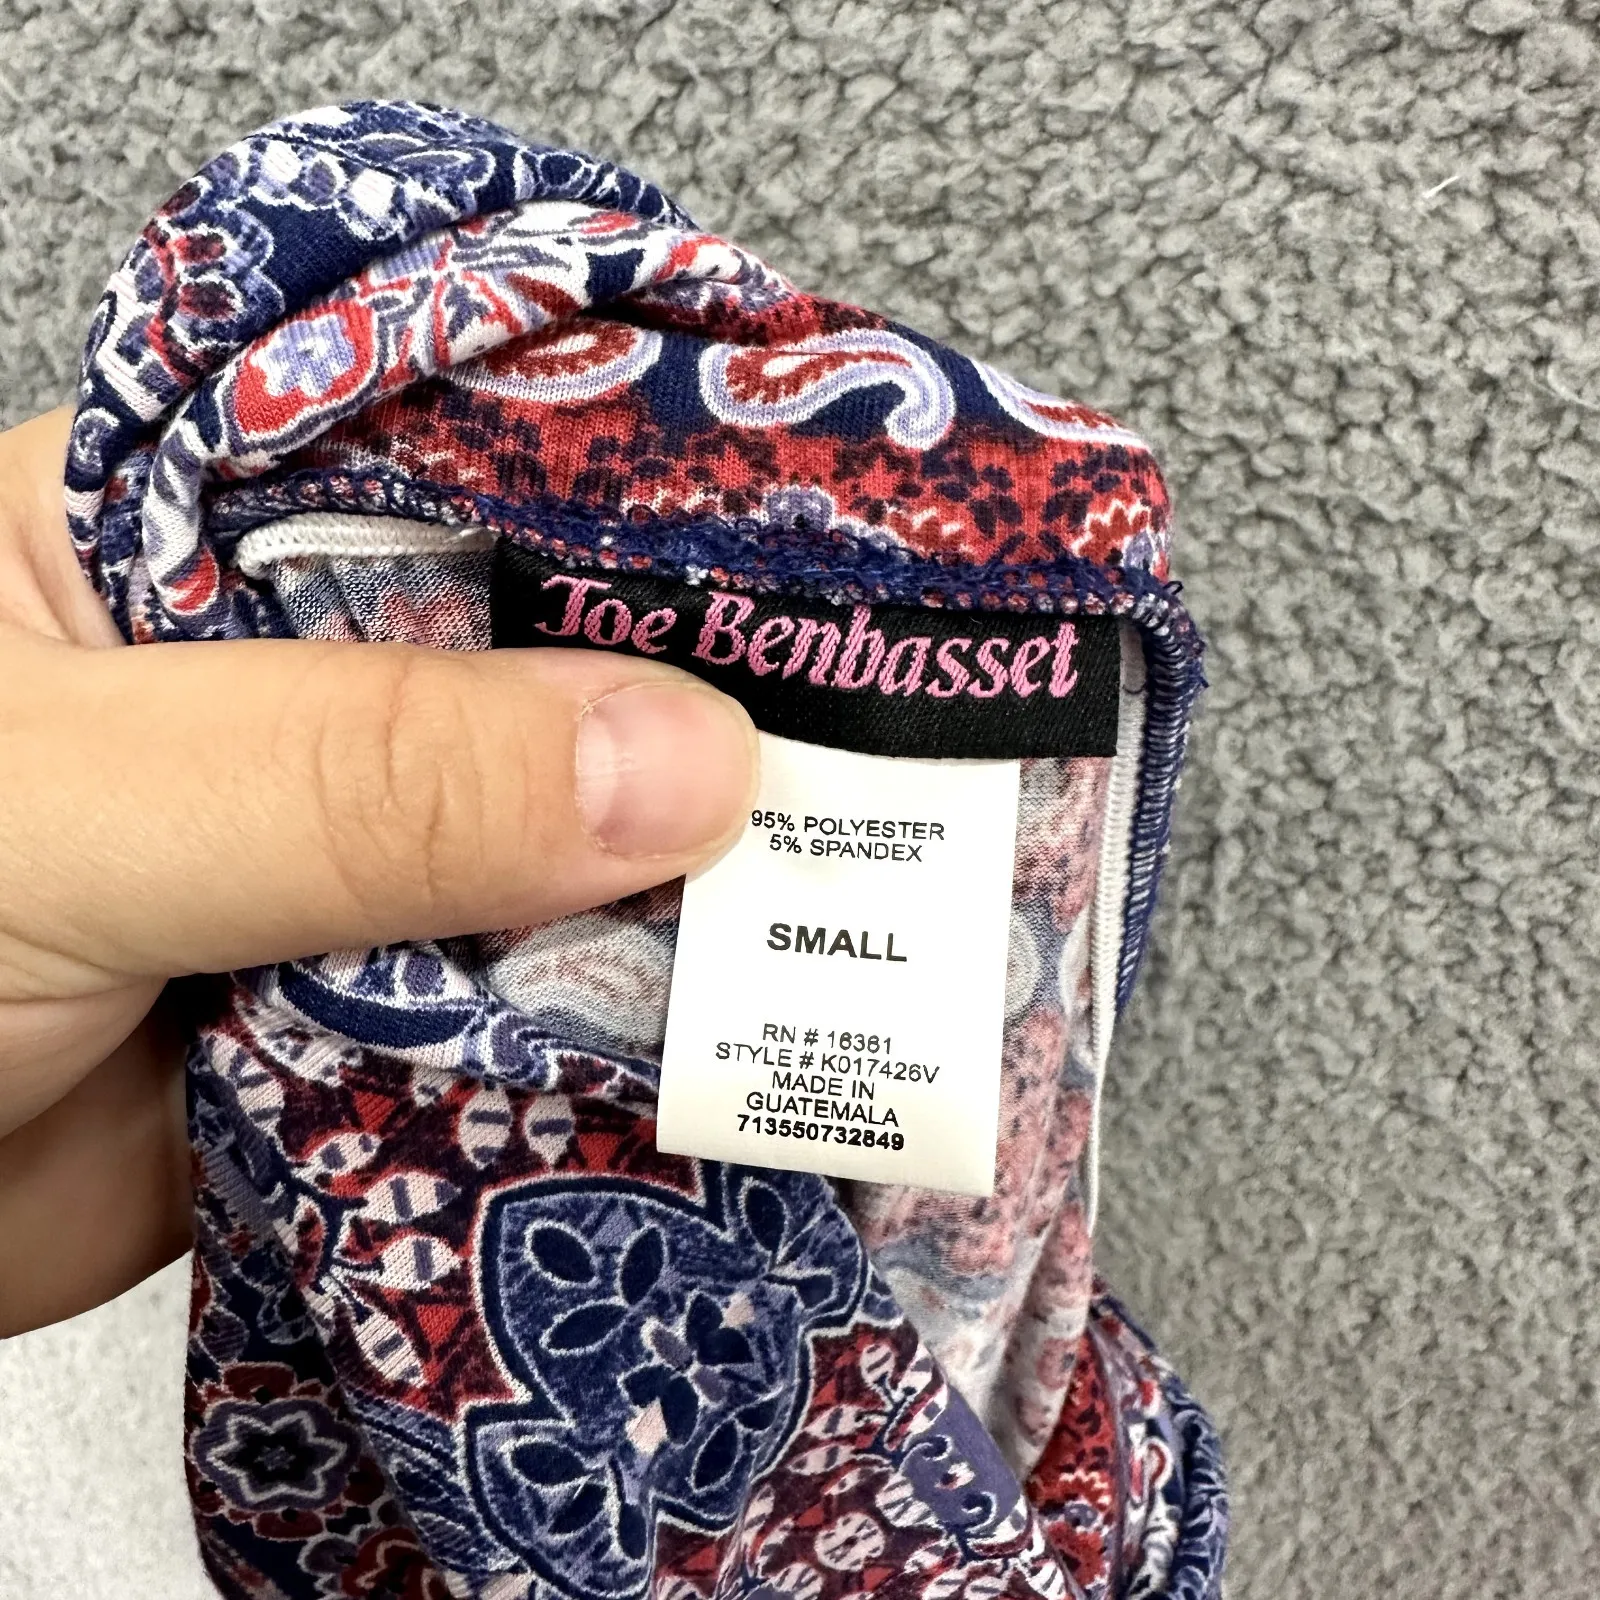 Joe Benbasset
95% POLYESTER
5% SPANDEX
SMALL
RN # 16361
STYLE # K017426V
MADE IN
GUATEMALA
713550732849